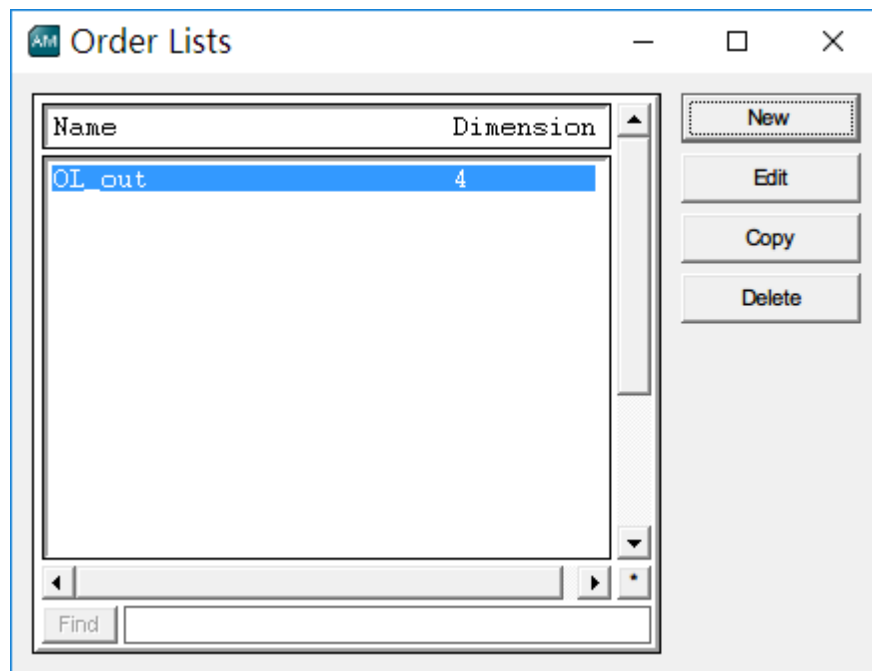 AM Order Lists
Name Dimension
OL_out 4
New
Edit
Copy
Delete
*
Find